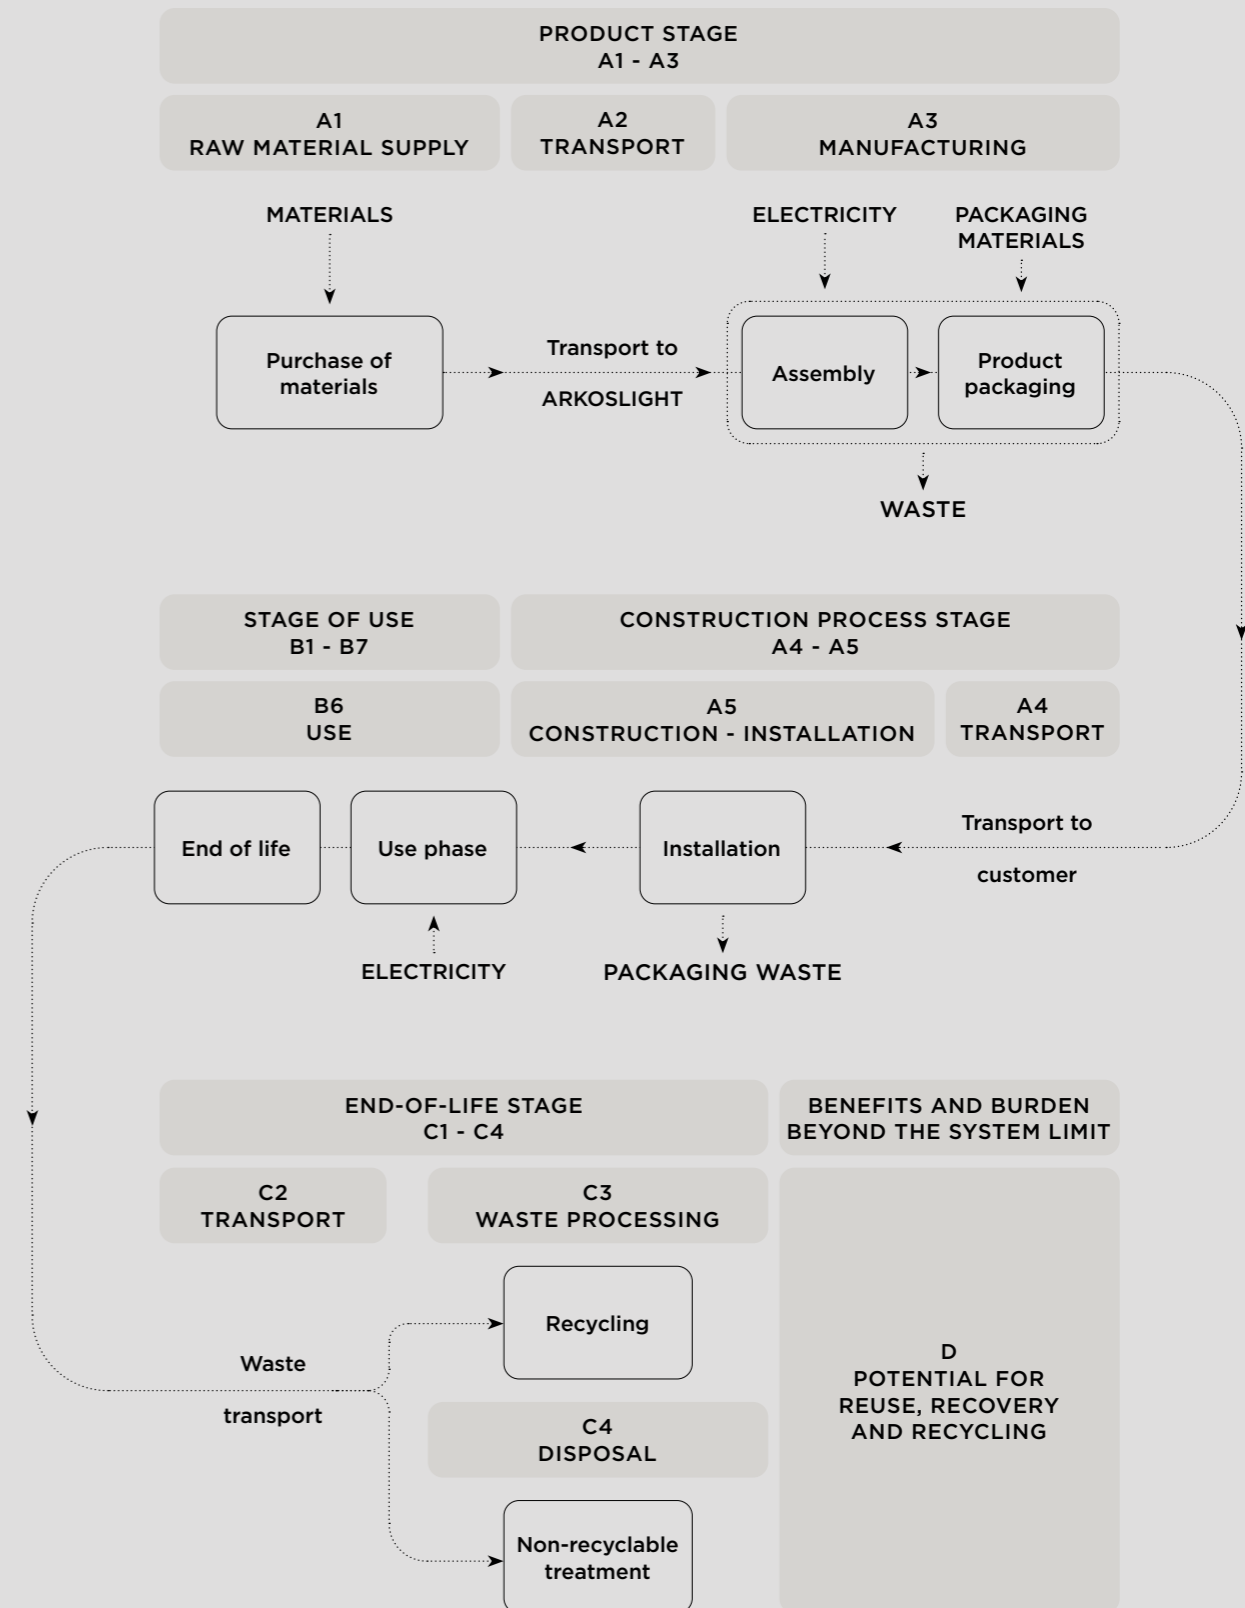 PRODUCT STAGE
A1 - A3
A1
RAW MATERIAL SUPPLY
A2
TRANSPORT
A3
MANUFACTURING
MATERIALS
ELECTRICITY
PACKAGING
MATERIALS
Purchase of
materials
Transport to
ARKOSLIGHT
Assembly
Product
packaging
WASTE
STAGE OF USE
B1 - B7
CONSTRUCTION PROCESS STAGE
A4 - A5
B6
USE
A5
CONSTRUCTION - INSTALLATION
A4
TRANSPORT
End of life
Use phase
Installation
Transport to
customer
ELECTRICITY
PACKAGING WASTE
END-OF-LIFE STAGE
C1 - C4
BENEFITS AND BURDEN
BEYOND THE SYSTEM LIMIT
C2
TRANSPORT
C3
WASTE PROCESSING
Recycling
Waste
transport
C4
DISPOSAL
Non-recyclable
treatment
D
POTENTIAL FOR
REUSE, RECOVERY
AND RECYCLING